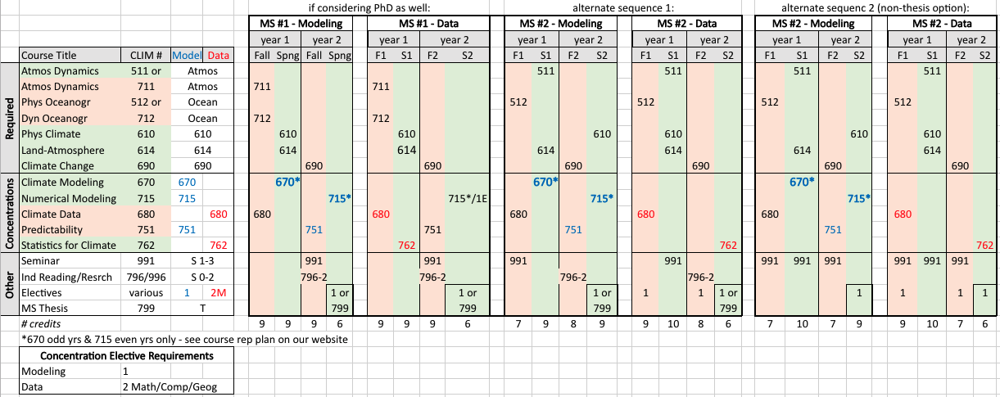 if considering PhD as well: alternate sequence 1: alternate sequenc 2 (non-thesis option):
MS #1 - Modeling MS #1 - Data MS #2 - Modeling MS #2 - Data MS #2 - Modeling MS #2 - Data
year 1 year 2 year 1 year 2 year 1 year 2 year 1 year 2 year 1 year 2 year 1 year 2
Course Title CLIM # Model Data Fall Spng Fall Spng F1 S1 F2 S2 F1 S1 F2 S2 F1 S1 F2 S2 F1 S1 F2 S2 F1 S1 F2 S2
Required
Atmos Dynamics 511 or Atmos 511 511 511 511
Atmos Dynamics 711 Atmos 711 711
Phys Oceanogr 512 or Ocean 512 512 512 512
Dyn Oceanogr 712 Ocean 712 712
Phys Climate 610 610 610 610 610 610 610 610
Land-Atmosphere 614 614 614 614 614 614 614 614
Climate Change 690 690 690 690 690 690 690 690
Concentrations
Climate Modeling 670 670 670* 670* 670*
Numerical Modeling 715 715 715* 715*/1E 715* 715*
Climate Data 680 680 680 680 680 680 680 680
Predictability 751 751 751 751 751 751
Statistics for Climate 762 762 762 762 762
Other
Seminar 991 S 1-3 991 991 991 991 991 991 991 991 991 991
Ind Reading/Resrch 796/996 S 0-2 796-2 796-2 796-2 796-2
Electives various 1 2M 1 or 1 or 1 or 1 1 1 or 1 1 1 1
MS Thesis 799 T 799 799 799 799
# credits 9 9 9 6 9 9 9 6 7 9 8 9 9 10 8 6 7 10 7 9 9 10 7 6
*670 odd yrs & 715 even yrs only - see course rep plan on our website
Concentration Elective Requirements
Modeling 1
Data 2 Math/Comp/Geog